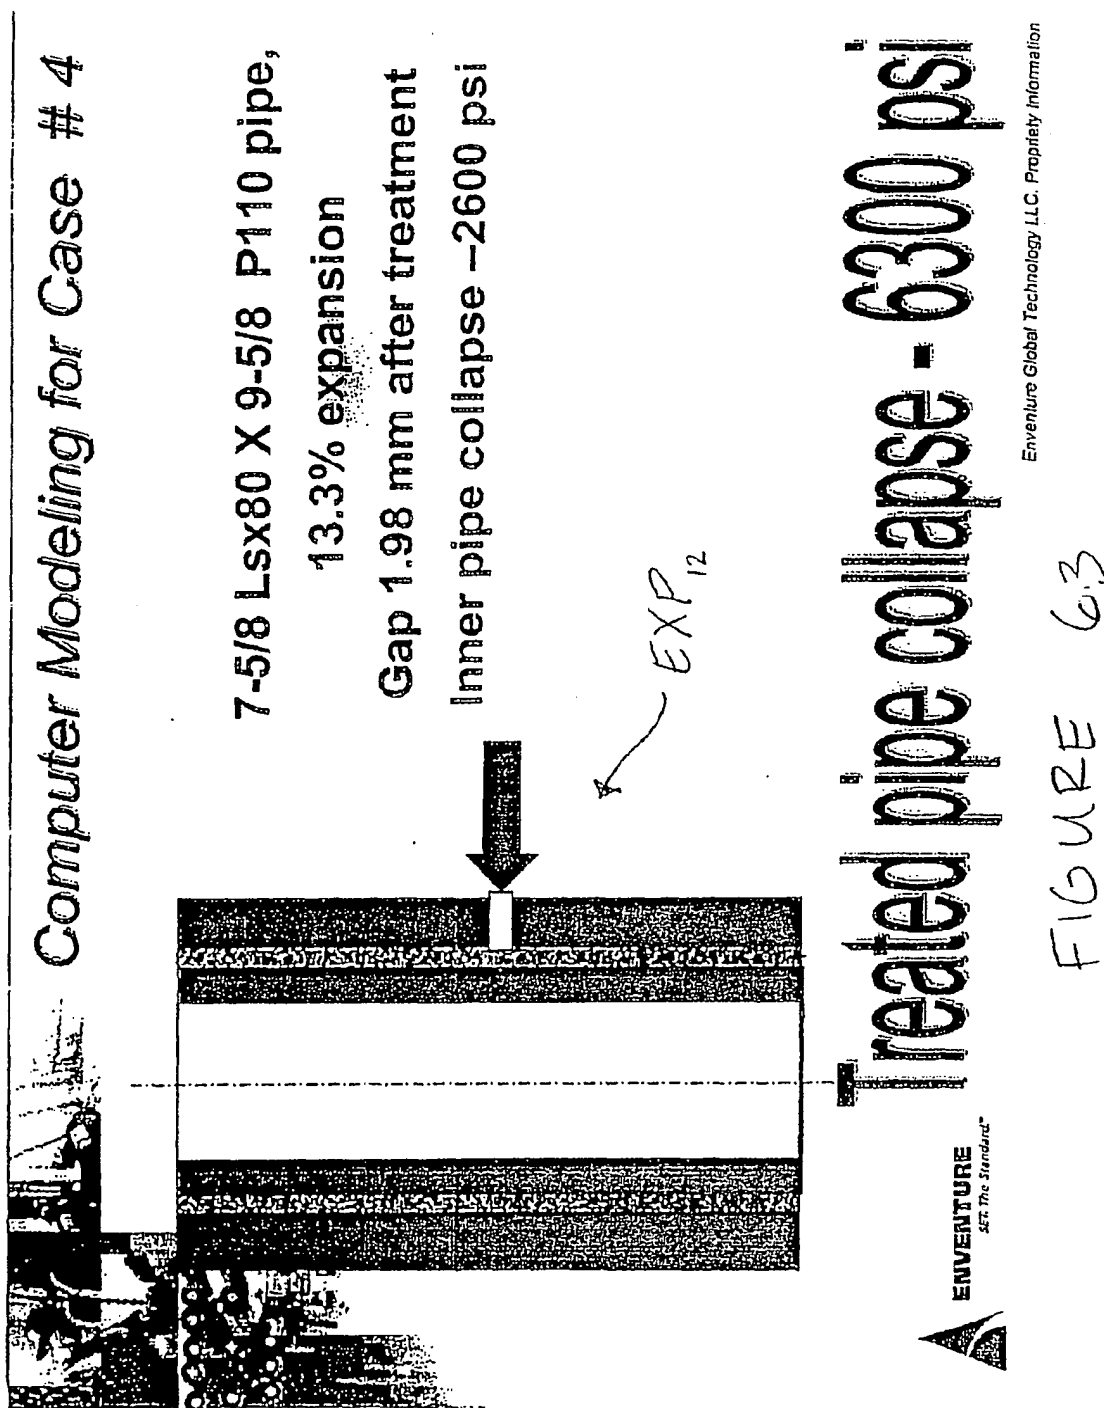 Computer Modeling for Case # 4
7-5/8 Lsx80 X 9-5/8 P110 pipe,
13.3% expansion
Gap 1.98 mm after treatment
Inner pipe collapse –2600 psi
EXP12
Treated pipe collapse - 6300 psi
ENVENTURE
SET. The Standard™
Enventure Global Technology LLC. Propriety Information
FIGURE 63